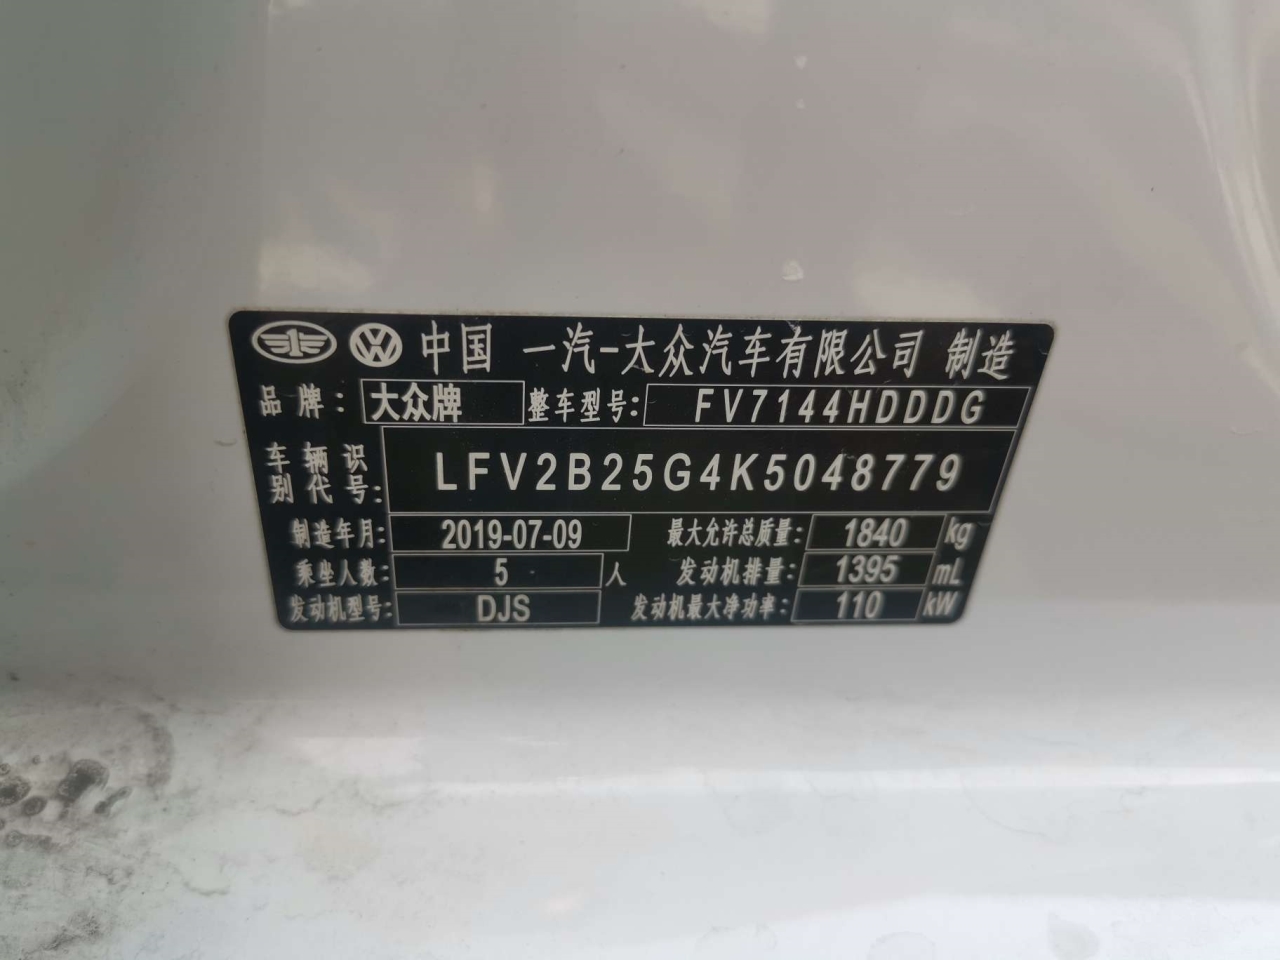 中国 一汽-大众汽车有限公司 制造
品牌: 大众牌 整车型号: FV7144HDDDG
车辆识别代号: LFV2B25G4K5048779
制造年月: 2019-07-09 最大允许总质量: 1840 kg
乘坐人数: 5 人 发动机排量: 1395 mL
发动机型号: DJS 发动机最大净功率: 110 kW